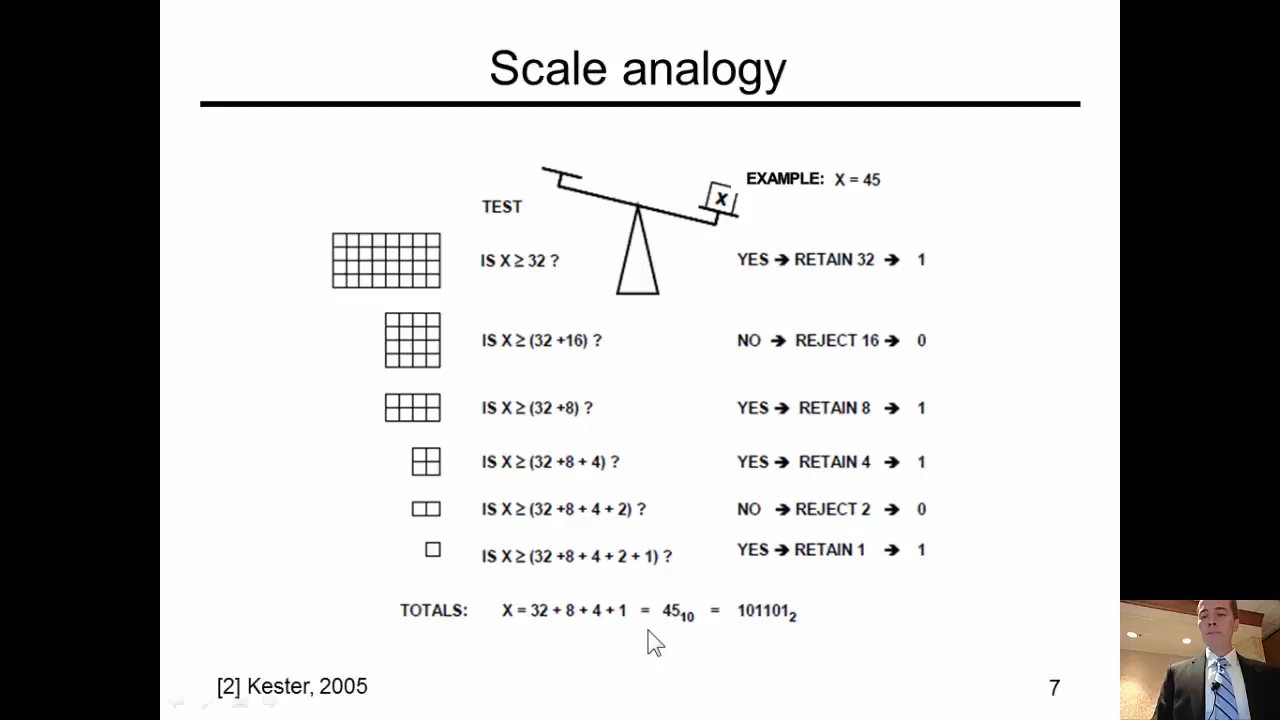 Scale analogy
EXAMPLE: X = 45
X
TEST
IS X ≥ 32 ? YES ➔ RETAIN 32 ➔ 1
IS X ≥ (32 +16) ? NO ➔ REJECT 16 ➔ 0
IS X ≥ (32 +8) ? YES ➔ RETAIN 8 ➔ 1
IS X ≥ (32 +8 + 4) ? YES ➔ RETAIN 4 ➔ 1
IS X ≥ (32 +8 + 4 + 2) ? NO ➔ REJECT 2 ➔ 0
IS X ≥ (32 +8 + 4 + 2 + 1) ? YES ➔ RETAIN 1 ➔ 1
TOTALS: X = 32 + 8 + 4 + 1 = 45₁₀ = 101101₂
[2] Kester, 2005
7